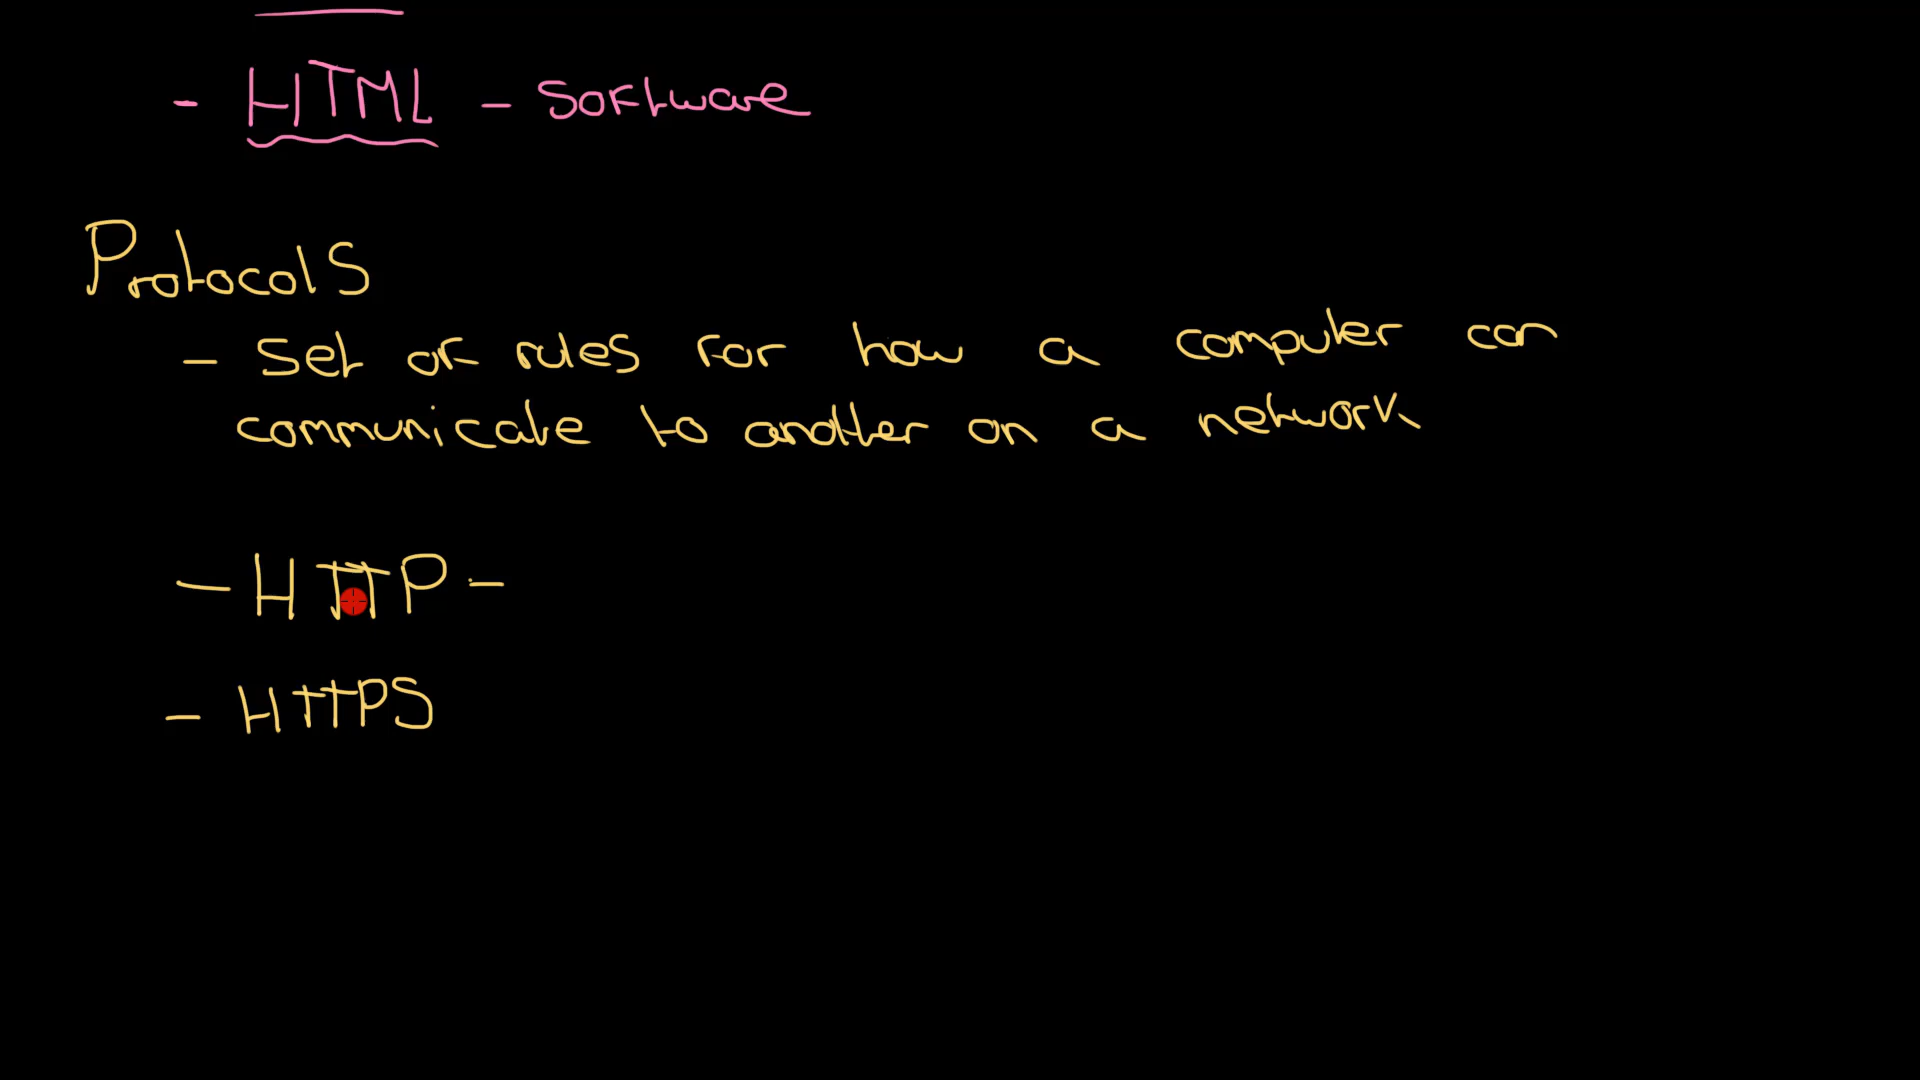 - HTML - Software
Protocols
- Set of rules for how a computer can
communicate to another on a network
- HTTP -
- HTTPS